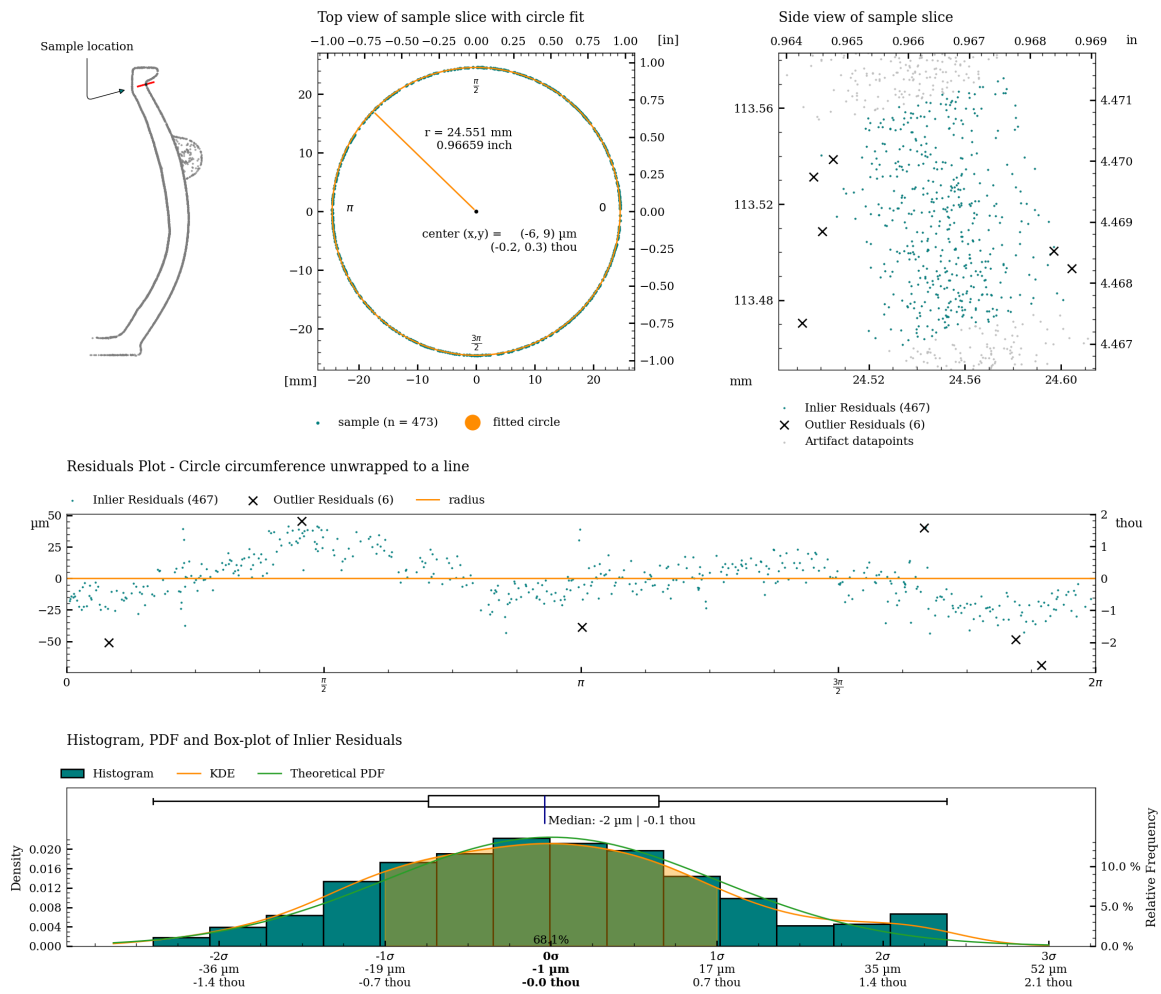 Sample location
Top view of sample slice with circle fit
−1.00 −0.75 −0.50 −0.25 0.00 0.25 0.50 0.75 1.00 [in]
20
10
0
−10
−20
1.00
0.75
0.50
0.25
0.00
−0.25
−0.50
−0.75
−1.00
π/2
r = 24.551 mm
0.96659 inch
π
0
center (x,y) = (-6, 9) µm
(-0.2, 0.3) thou
3π/2
[mm] −20 −10 0 10 20
sample (n = 473) fitted circle
Side view of sample slice
0.964 0.965 0.966 0.967 0.968 0.969 in
113.56
113.52
113.48
4.471
4.470
4.469
4.468
4.468
4.467
mm 24.52 24.56 24.60
Inlier Residuals (467)
Outlier Residuals (6)
Artifact datapoints
Residuals Plot - Circle circumference unwrapped to a line
Inlier Residuals (467) Outlier Residuals (6) radius
µm
50
25
0
−25
−50
thou
2
1
0
−1
−2
0 π/2 π 3π/2 2π
Histogram, PDF and Box-plot of Inlier Residuals
Histogram KDE Theoretical PDF
Median: -2 µm | -0.1 thou
Density
0.020
0.016
0.012
0.008
0.004
0.000
Relative Frequency
10.0 %
5.0 %
0.0 %
68.1%
-2σ -1σ 0σ 1σ 2σ 3σ
-36 µm -19 µm -1 µm 17 µm 35 µm 52 µm
-1.4 thou -0.7 thou -0.0 thou 0.7 thou 1.4 thou 2.1 thou